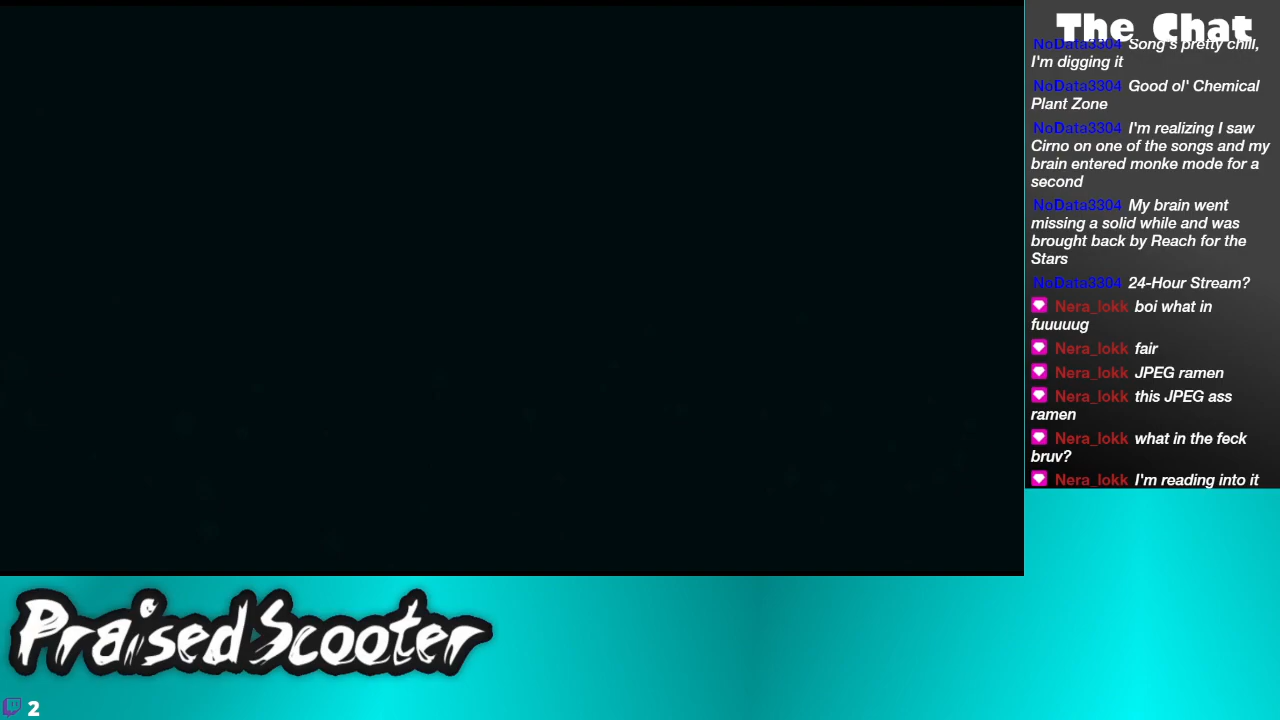 The Chat
NoData3304 Song's pretty chill,
I'm digging it
NoData3304 Good ol' Chemical
Plant Zone
NoData3304 I'm realizing I saw
Cirno on one of the songs and my
brain entered monke mode for a
second
NoData3304 My brain went
missing a solid while and was
brought back by Reach for the
Stars
NoData3304 24-Hour Stream?
Nera_lokk boi what in
fuuuuug
Nera_lokk fair
Nera_lokk JPEG ramen
Nera_lokk this JPEG ass
ramen
Nera_lokk what in the feck
bruv?
Nera_lokk I'm reading into it
PraisedScooter
2